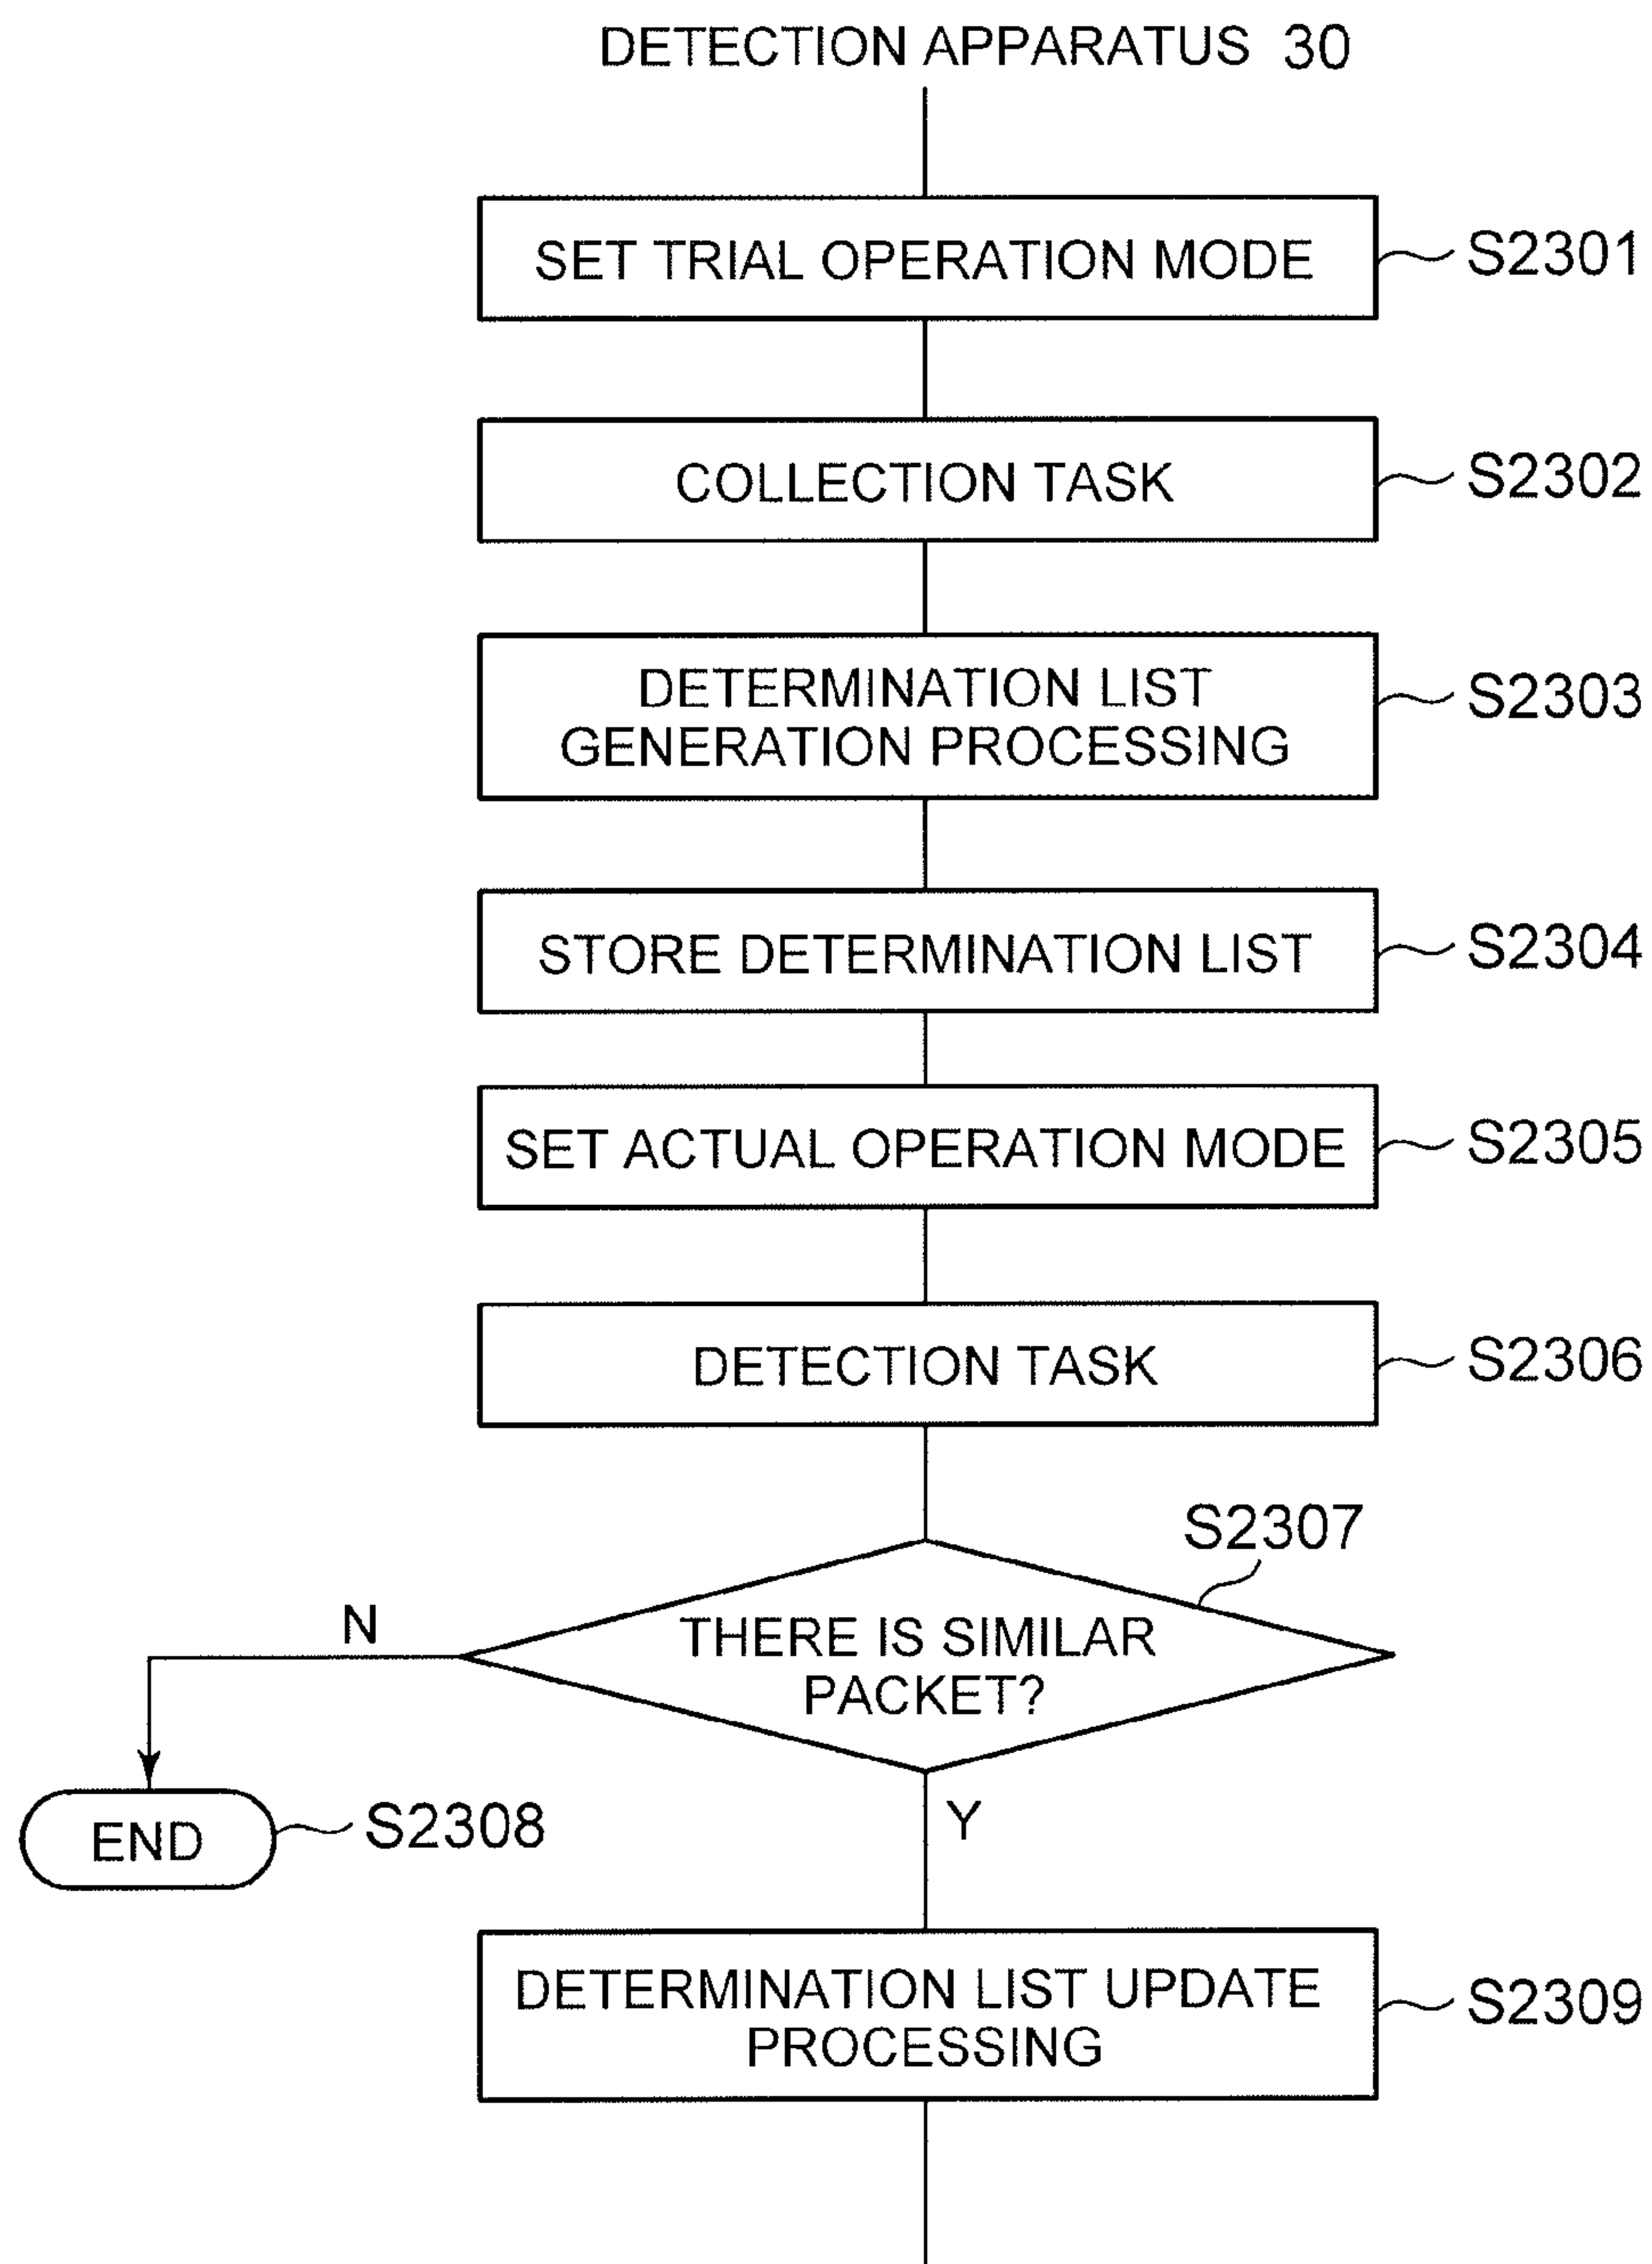 DETECTION APPARATUS 30
SET TRIAL OPERATION MODE
S2301
COLLECTION TASK
S2302
DETERMINATION LIST
GENERATION PROCESSING
S2303
STORE DETERMINATION LIST
S2304
SET ACTUAL OPERATION MODE
S2305
DETECTION TASK
S2306
S2307
THERE IS SIMILAR
PACKET?
N
END
S2308
Y
DETERMINATION LIST UPDATE
PROCESSING
S2309